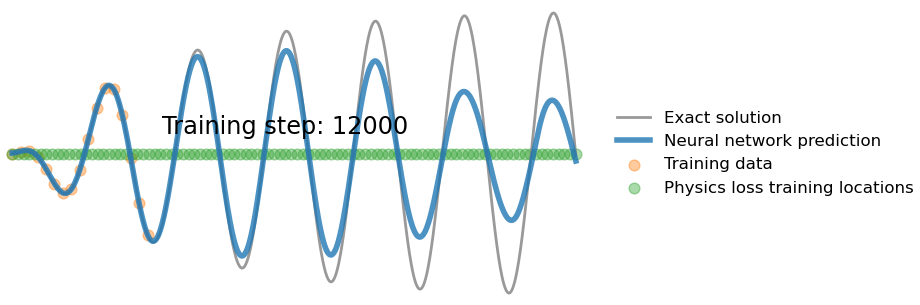 Training step: 12000
Exact solution
Neural network prediction
Training data
Physics loss training locations